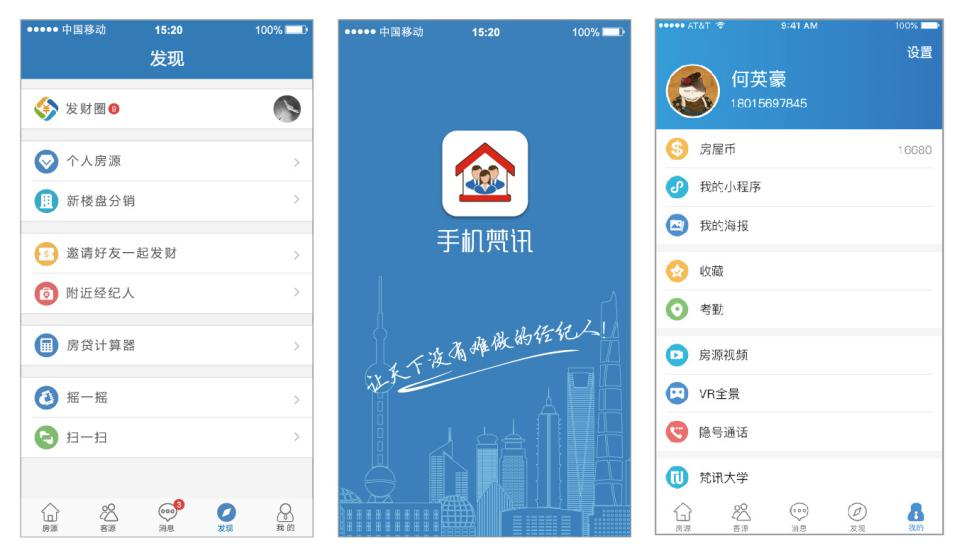 中国移动 15:20 100%
发现
发财圈 9
个人房源
新楼盘分销
邀请好友一起发财
附近经纪人
房贷计算器
摇一摇
扫一扫
3
房源 客源 消息 发现 我的
中国移动 15:20 100%
手机梵讯
让天下没有难做的经纪人!
AT&T 9:41 AM 100%
设置
何英豪
18015697845
房屋币 16680
我的小程序
我的海报
收藏
考勤
房源视频
VR全景
隐号通话
梵讯大学
房源 客源 消息 发现 我的